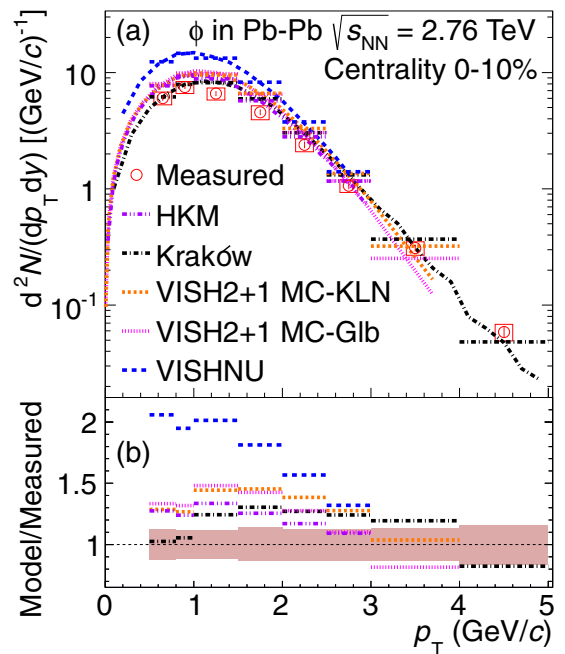 (a) ϕ in Pb-Pb √sNN = 2.76 TeV
Centrality 0-10%
d²N/(dpTdy) [(GeV/c)⁻¹]
10
1
10⁻¹
Measured
HKM
Kraków
VISH2+1 MC-KLN
VISH2+1 MC-Glb
VISHNU
(b)
Model/Measured
2
1.5
1
0 1 2 3 4 5
pT (GeV/c)